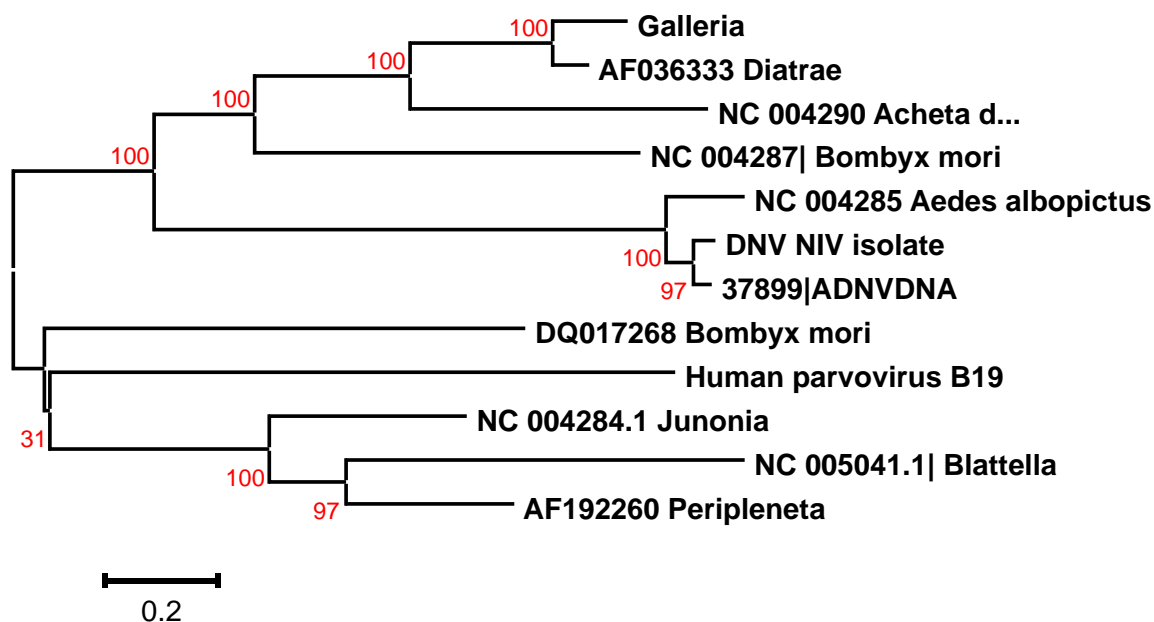 100
Galleria
100
AF036333 Diatrae
100
NC 004290 Acheta d...
100
NC 004287| Bombyx mori
NC 004285 Aedes albopictus
DNV NIV isolate
100
97
37899|ADNVDNA
DQ017268 Bombyx mori
Human parvovirus B19
NC 004284.1 Junonia
31
NC 005041.1| Blattella
100
97
AF192260 Peripleneta
0.2